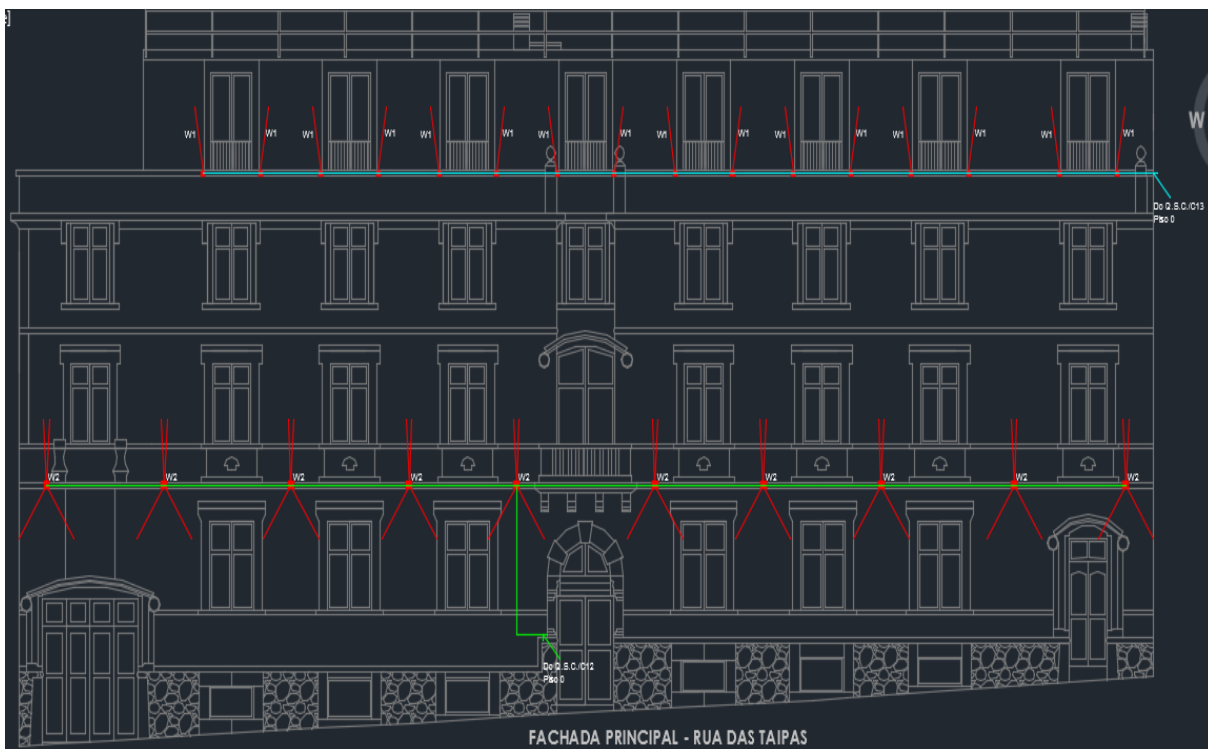 e]
W
W1 W1 W1 W1 W1 W1 W1 W1 W1 W1 W1 W1 W1 W1 W1 W1
Do Q.S.C./C13
Piso 0
W2 W2 W2 W2 W2 W2 W2 W2 W2 W2
Do Q.S.C./C12
Piso 0
FACHADA PRINCIPAL - RUA DAS TAIPAS